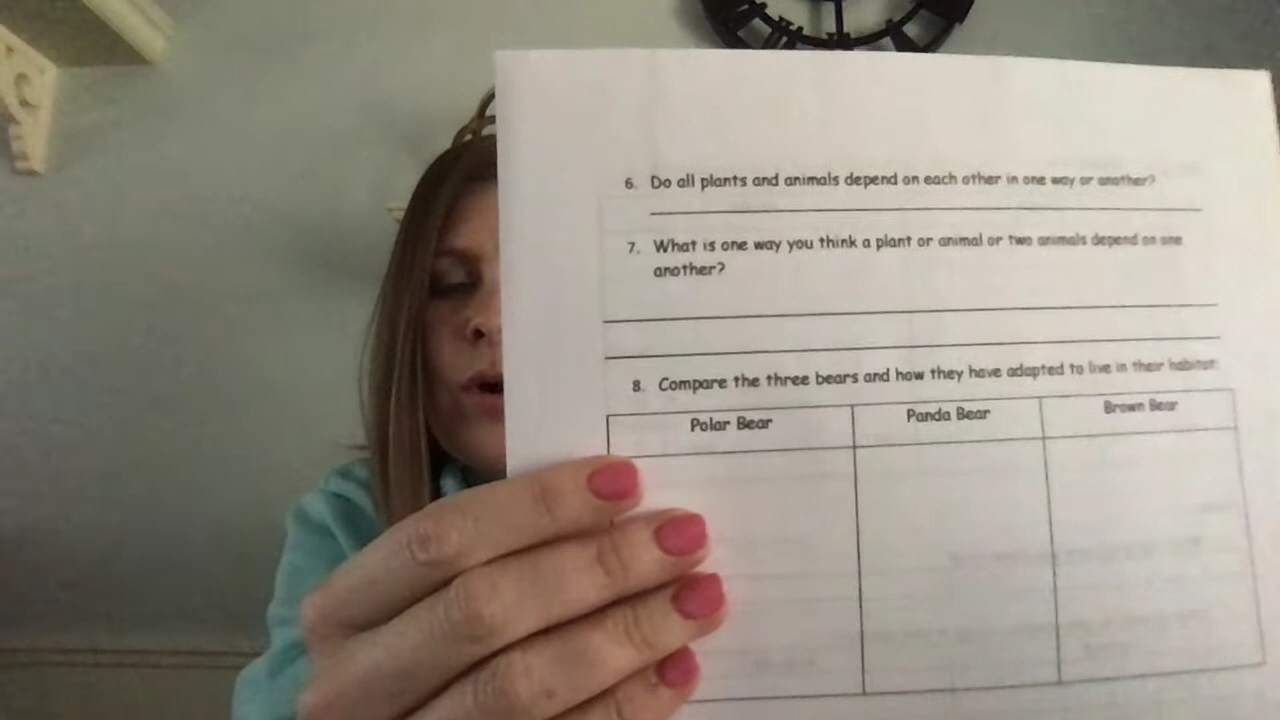 6. Do all plants and animals depend on each other in one way or another?
7. What is one way you think a plant or animal or two animals depend on one
another?
8. Compare the three bears and how they have adapted to live in their habitat.
Polar Bear Panda Bear Brown Bear